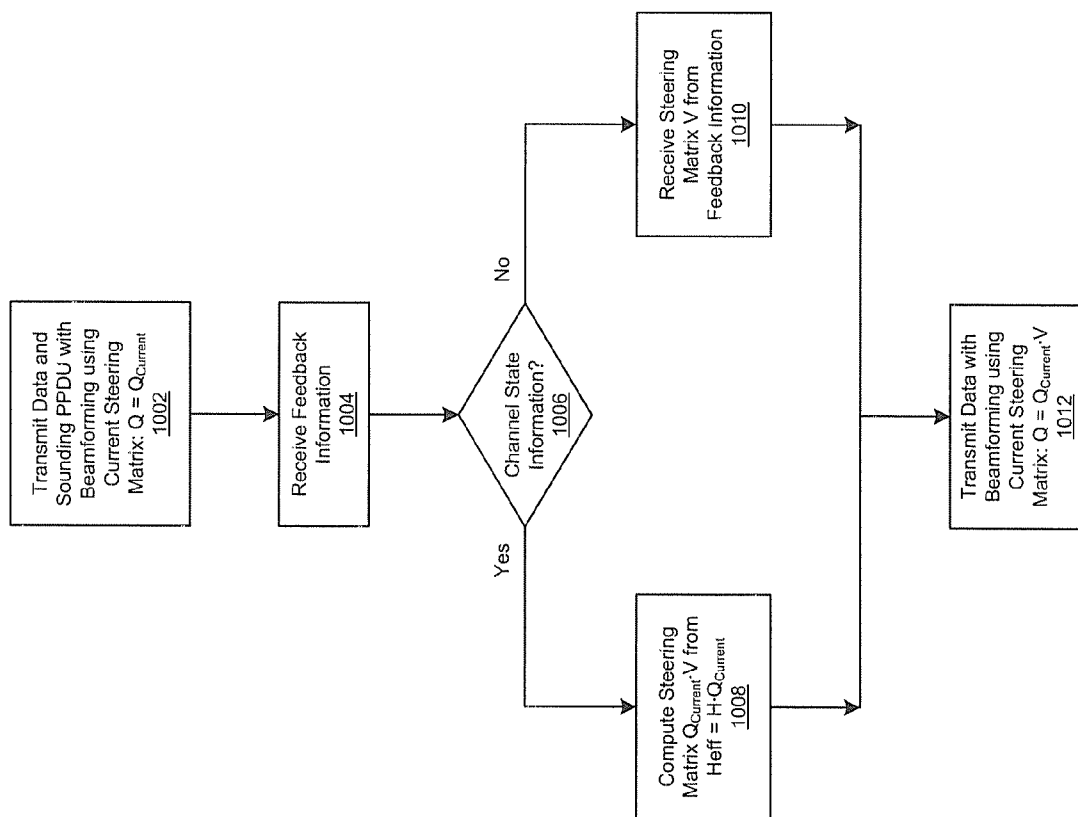 Transmit Data and
Sounding PPDU with
Beamforming using
Current Steering
Matrix: Q = QCurrent
1002
Receive Feedback
Information
1004
Channel State
Information?
1006
Yes
No
Compute Steering
Matrix QCurrent·V from
Heff = H·QCurrent
1008
Receive Steering
Matrix V from
Feedback Information
1010
Transmit Data with
Beamforming using
Current Steering
Matrix: Q = QCurrent·V
1012